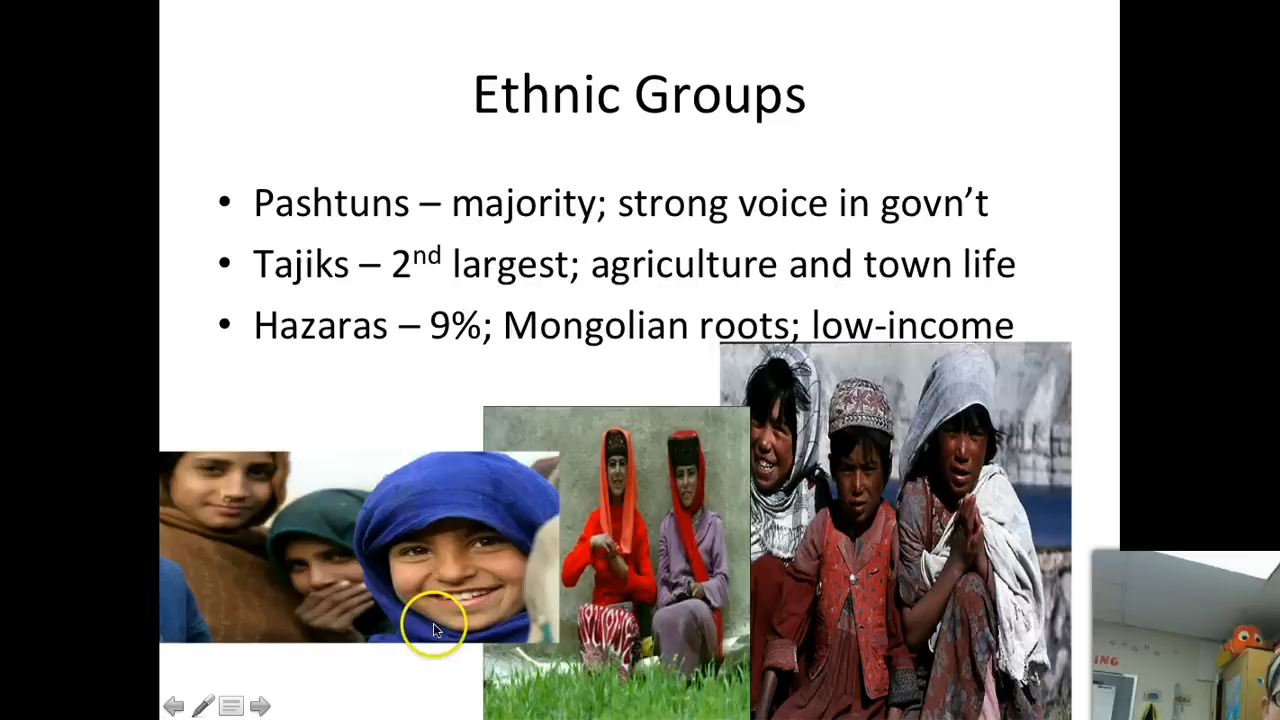 Ethnic Groups
• Pashtuns – majority; strong voice in govn’t
• Tajiks – 2nd largest; agriculture and town life
• Hazaras – 9%; Mongolian roots; low-income
ING